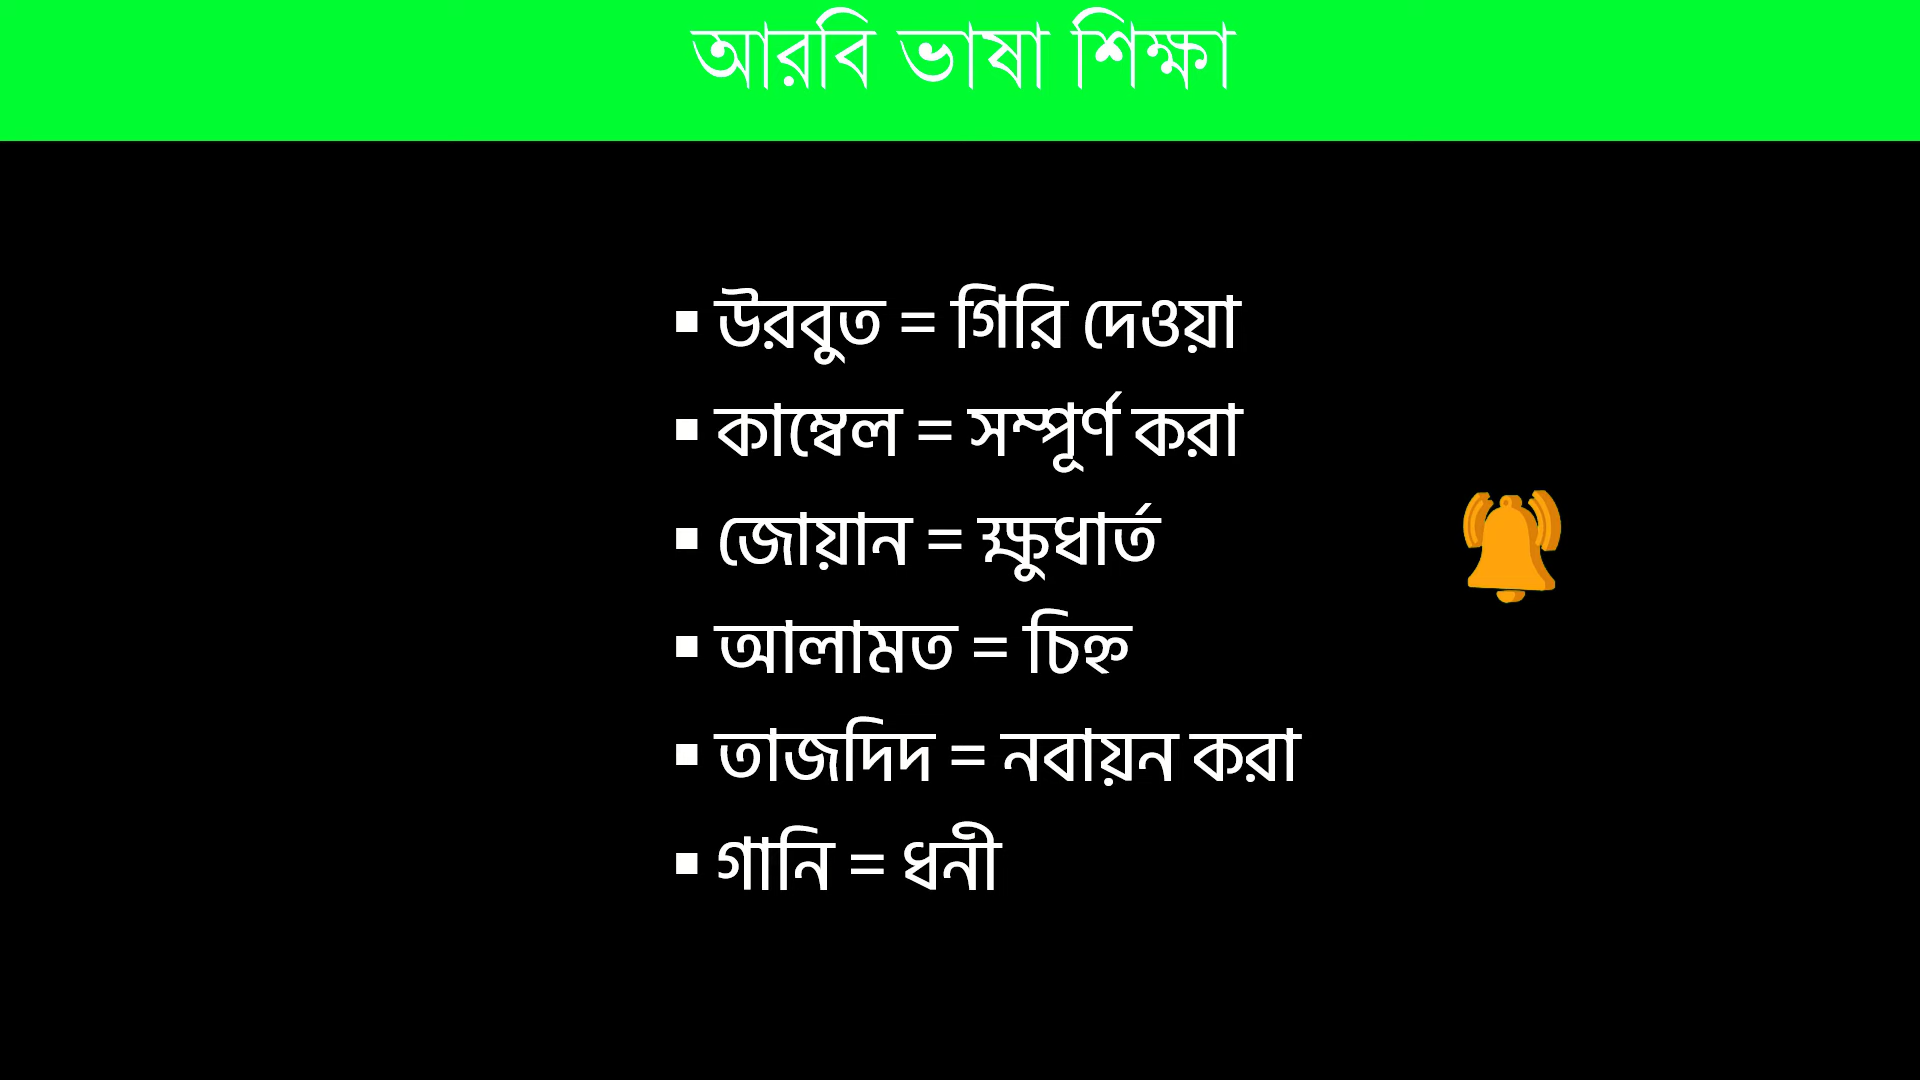 আরবি ভাষা শিক্ষা
▪ উরবুত = গিরি দেওয়া
▪ কাম্বেল = সম্পূর্ণ করা
▪ জোয়ান = ক্ষুধার্ত
▪ আলামত = চিহ্ন
▪ তাজদিদ = নবায়ন করা
▪ গানি = ধনী